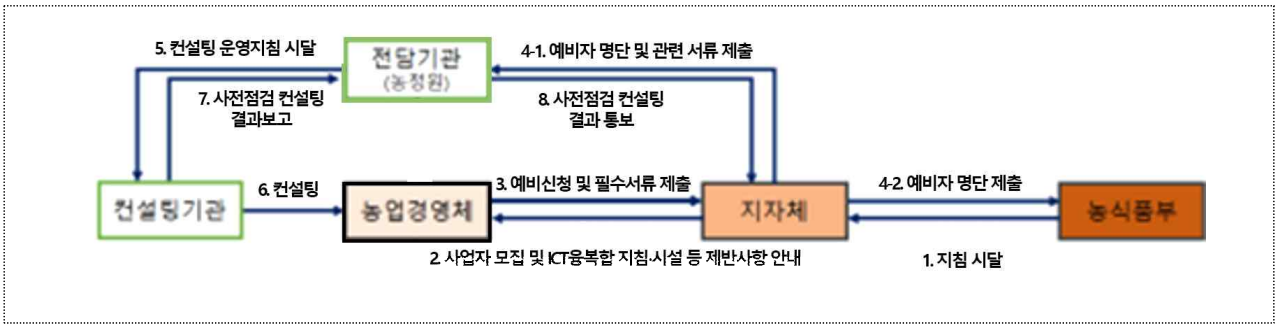 5. 컨설팅 운영지침 시달
전담기관
(농정원)
4-1. 예비자 명단 및 관련 서류 제출
7. 사전점검 컨설팅
결과보고
8. 사전점검 컨설팅
결과 통보
컨설팅기관
6. 컨설팅
농업경영체
3. 예비신청 및 필수서류 제출
지자체
4-2. 예비자 명단 제출
농식품부
2. 사업자 모집 및 ICT융복합 지침·시설 등 제반사항 안내
1. 지침 시달